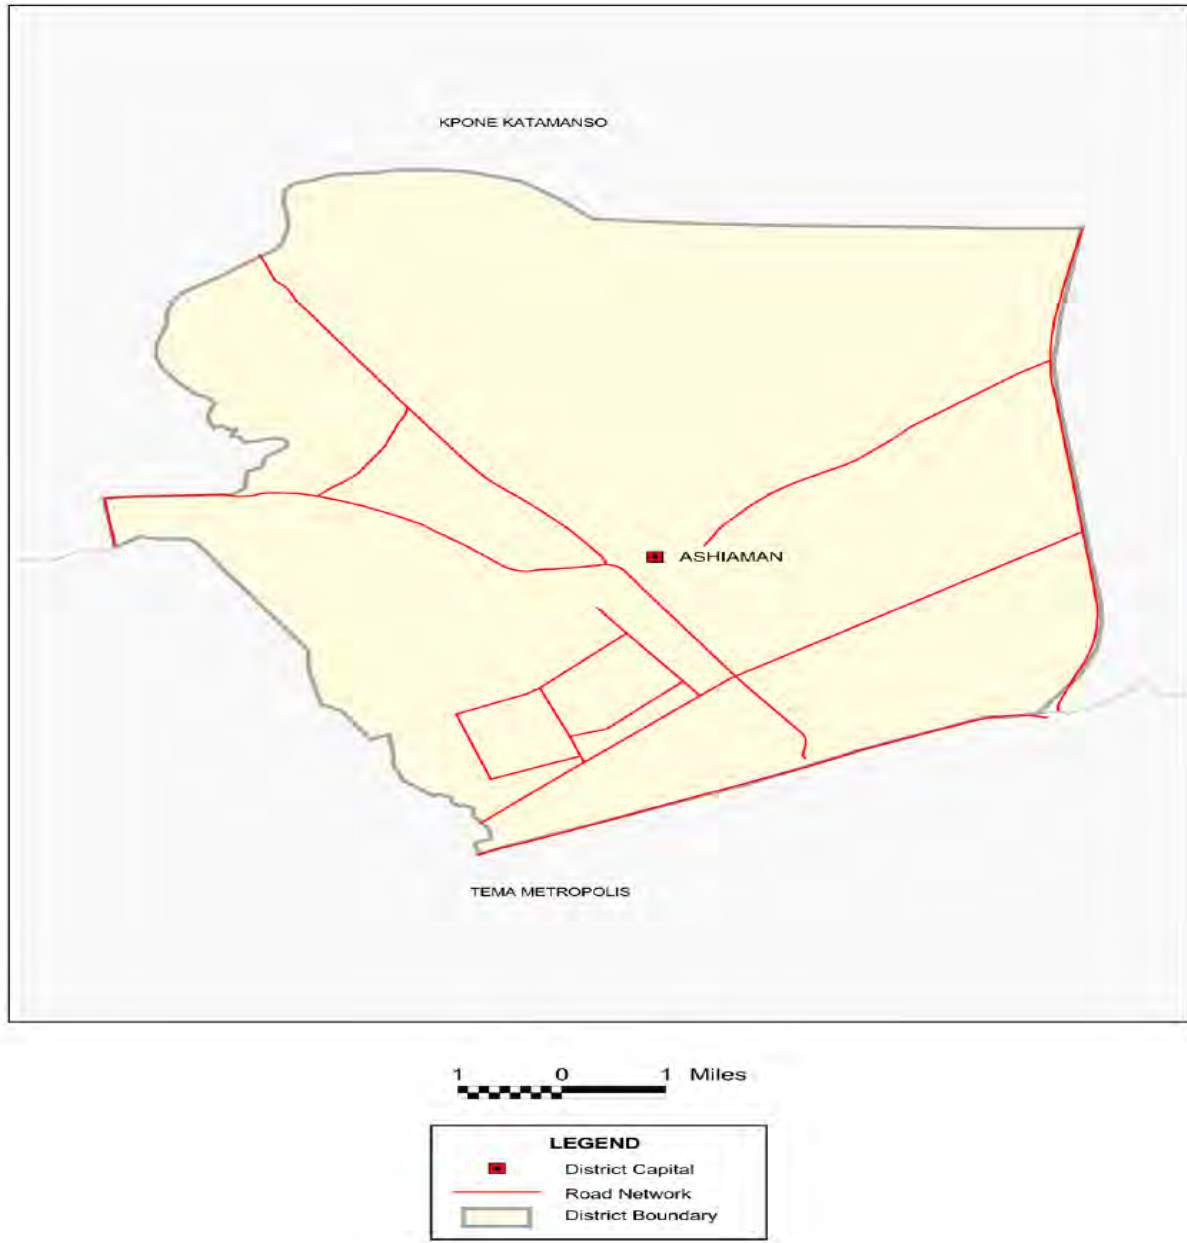 KPONE KATAMANSO
ASHIAMAN
TEMA METROPOLIS
1 0 1 Miles
LEGEND
District Capital
Road Network
District Boundary